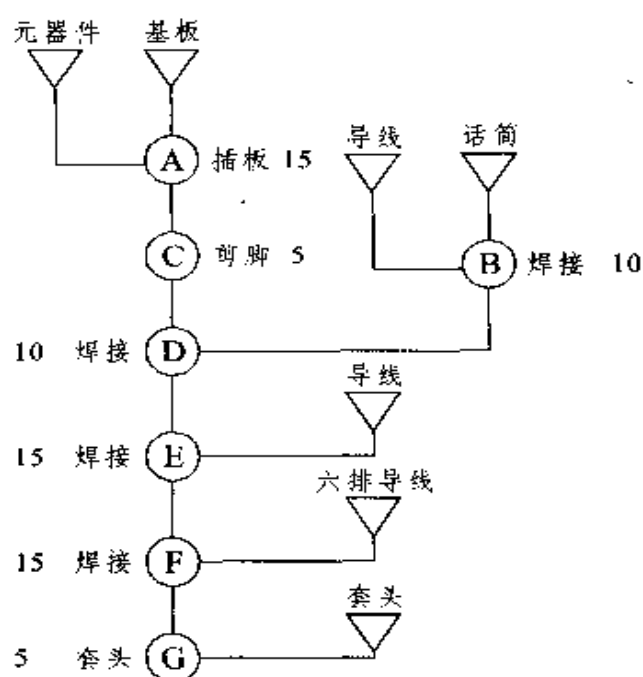 元器件 基板
导线 话筒
A 插板 15
C 剪脚 5
B 焊接 10
10 焊接 D
导线
15 焊接 E
六排导线
15 焊接 F
套头
5 套头 G